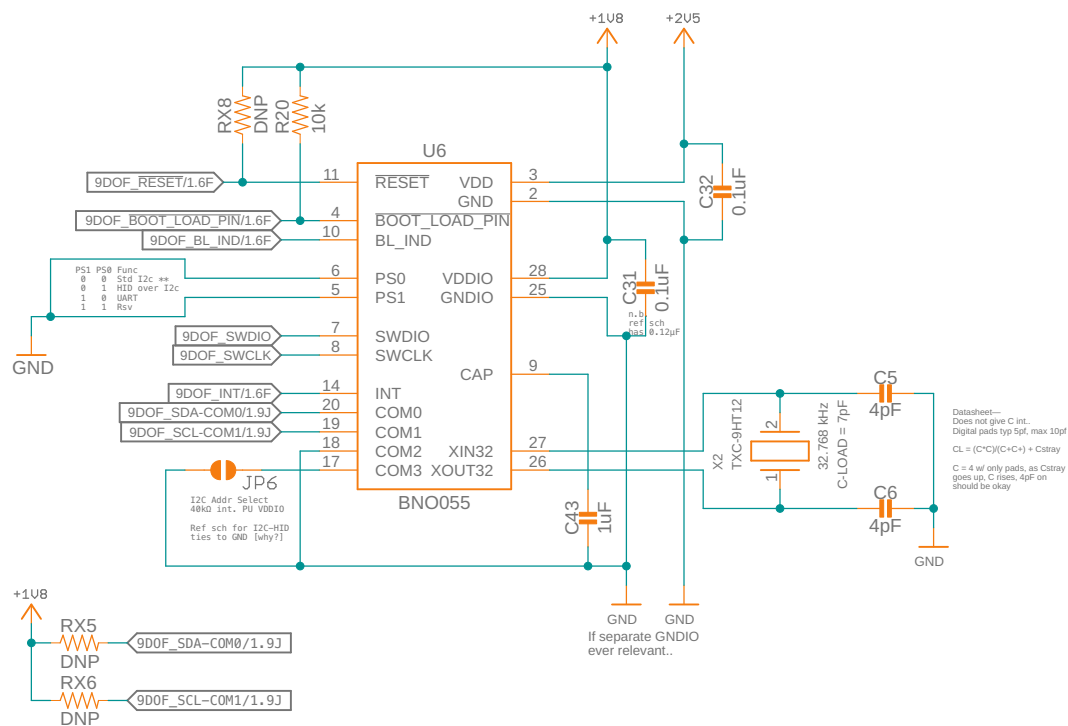 +1V8
+2V5
RX8
DNP
R20
10k
U6
9DOF_RESET/1.6F
11
RESET
VDD
3
GND
2
C32
0.1uF
9DOF_BOOT_LOAD_PIN/1.6F
4
BOOT_LOAD_PIN
9DOF_BL_IND/1.6F
10
BL_IND
PS1 PS0 Func
0 0 Std I2c **
0 1 HID over I2c
1 0 UART
1 1 Rsv
6
PS0
5
PS1
VDDIO
28
GNDIO
25
C31
0.1uF
n.b.
ref sch
has 0.12µF
GND
9DOF_SWDIO
7
SWDIO
9DOF_SWCLK
8
SWCLK
CAP
9
9DOF_INT/1.6F
14
INT
9DOF_SDA-COM0/1.9J
20
COM0
9DOF_SCL-COM1/1.9J
19
COM1
18
COM2
17
COM3
XIN32
27
XOUT32
26
BNO055
JP6
I2C Addr Select
40kΩ int. PU VDDIO
Ref sch for I2C-HID
ties to GND [why?]
C43
1uF
X2
TXC-9HT12
2
1
32.768 kHz
C-LOAD = 7pF
C5
4pF
C6
4pF
GND
Datasheet—
Does not give C int..
Digital pads typ 5pf, max 10pf
CL = (C*C)/(C+C+) + Cstray
C = 4 w/ only pads, as Cstray
goes up, C rises, 4pF on
should be okay
GND
GND
If separate GNDIO
ever relevant..
+1V8
RX5
DNP
9DOF_SDA-COM0/1.9J
RX6
DNP
9DOF_SCL-COM1/1.9J